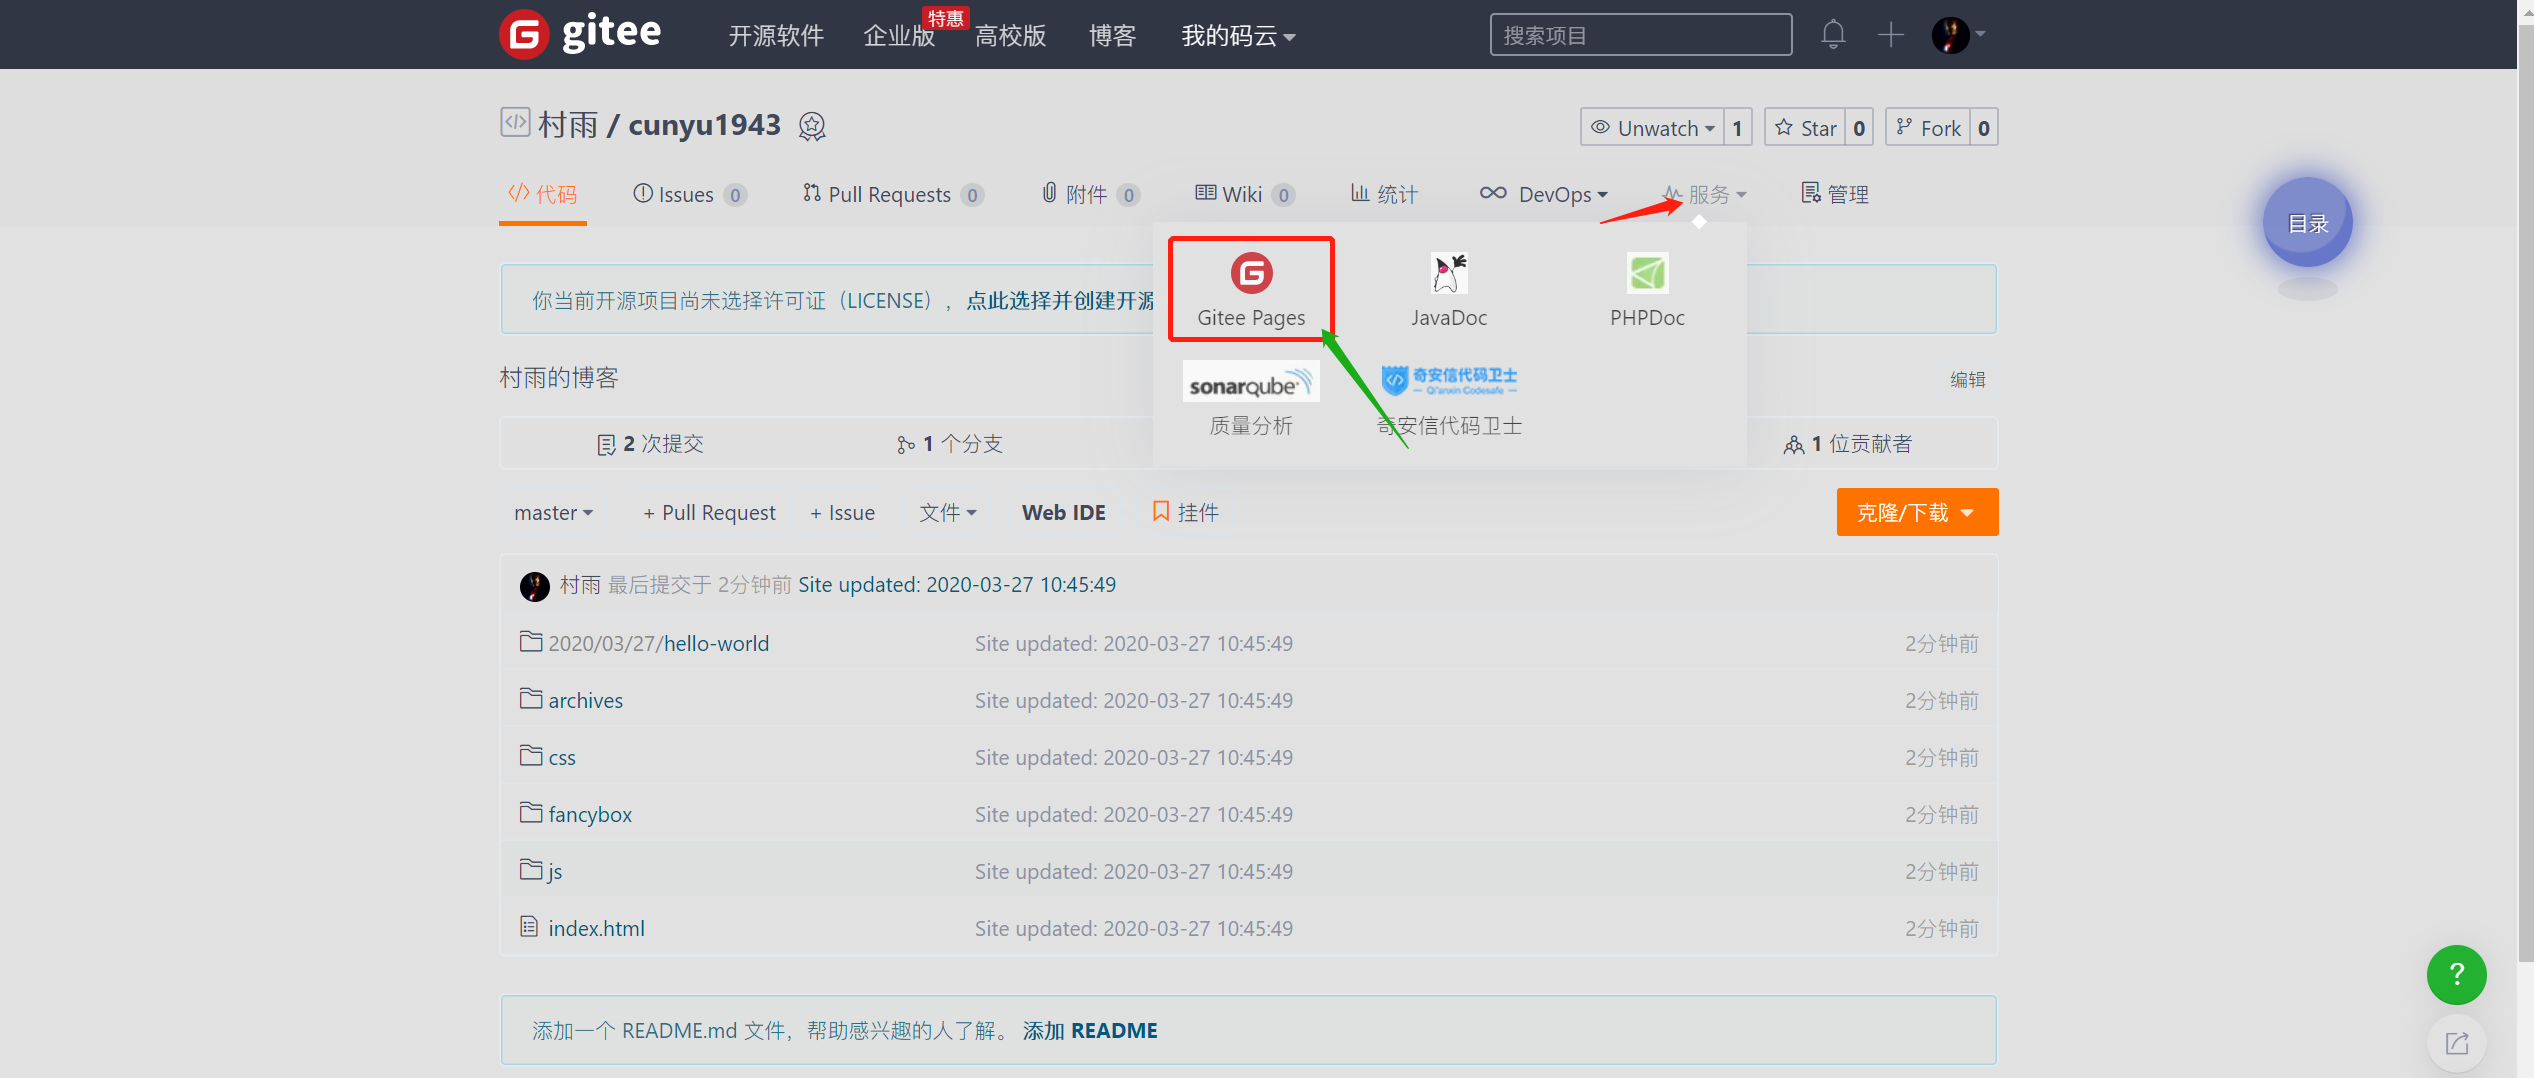 gitee
开源软件
企业版
特惠
高校版
博客
我的码云
搜索项目
村雨 / cunyu1943
Unwatch 1
Star 0
Fork 0
代码
Issues 0
Pull Requests 0
附件 0
Wiki 0
统计
DevOps
服务
管理
目录
你当前开源项目尚未选择许可证（LICENSE），点此选择并创建开源
Gitee Pages
JavaDoc
PHPDoc
sonarqube
奇安信代码卫士
Qi'anxin Codesafe
质量分析
奇安信代码卫士
村雨的博客
编辑
2 次提交
1 个分支
1 位贡献者
master
+ Pull Request
+ Issue
文件
Web IDE
挂件
克隆/下载
村雨 最后提交于 2分钟前 Site updated: 2020-03-27 10:45:49
2020/03/27/hello-world Site updated: 2020-03-27 10:45:49 2分钟前
archives Site updated: 2020-03-27 10:45:49 2分钟前
css Site updated: 2020-03-27 10:45:49 2分钟前
fancybox Site updated: 2020-03-27 10:45:49 2分钟前
js Site updated: 2020-03-27 10:45:49 2分钟前
index.html Site updated: 2020-03-27 10:45:49 2分钟前
?
添加一个 README.md 文件，帮助感兴趣的人了解。 添加 README